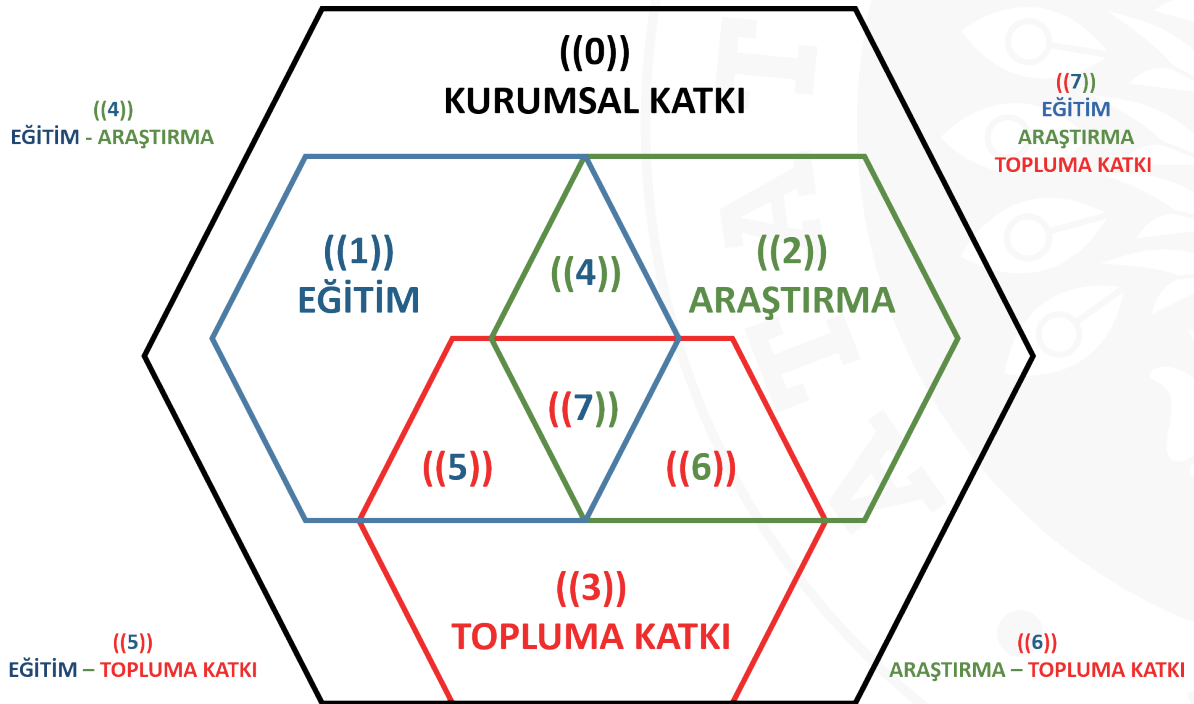 ((0))
KURUMSAL KATKI
((4))
EĞİTİM - ARAŞTIRMA
((7))
EĞİTİM
ARAŞTIRMA
TOPLUMA KATKI
((1))
EĞİTİM
((4))
((2))
ARAŞTIRMA
((7))
((5))
((6))
((3))
TOPLUMA KATKI
((5))
EĞİTİM – TOPLUMA KATKI
((6))
ARAŞTIRMA – TOPLUMA KATKI